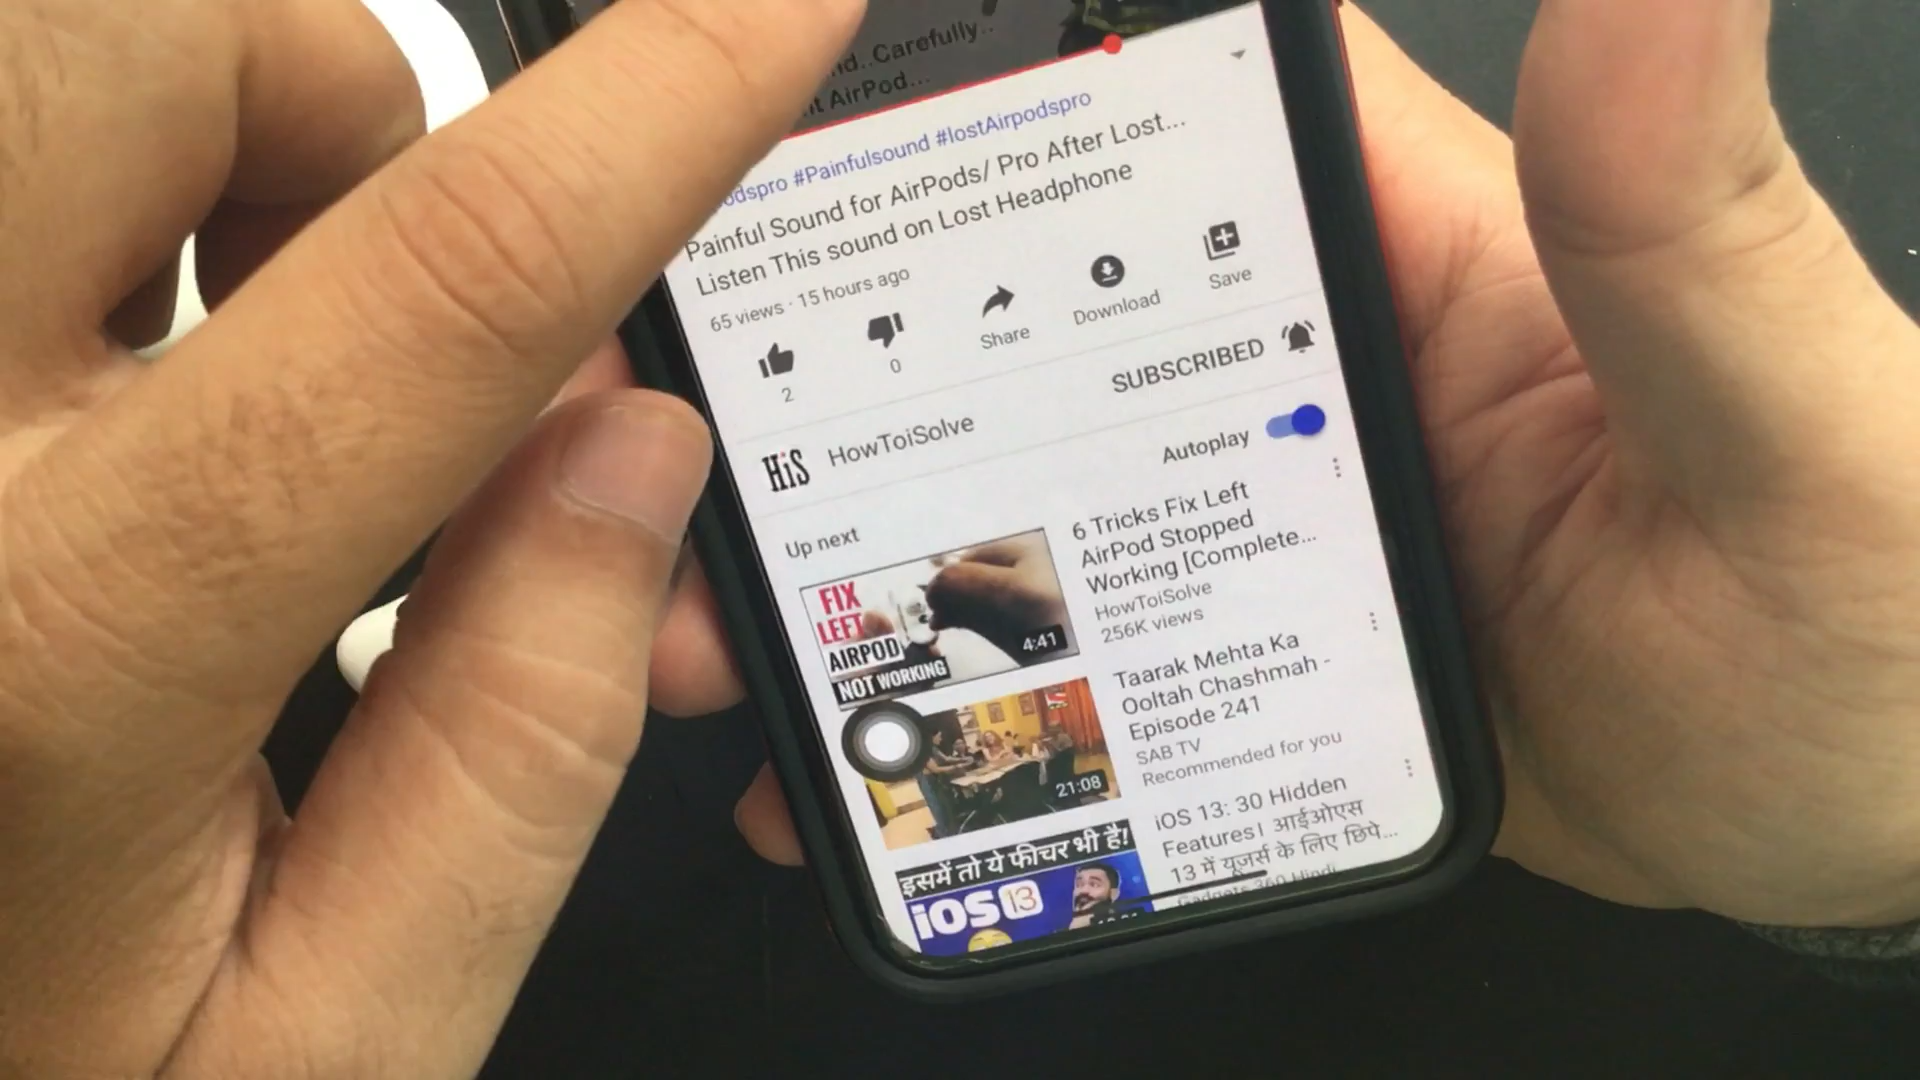 Carefully..
AirPod...
#Painfulsound #lostAirpodspro
Painful Sound for AirPods/ Pro After Lost...
Listen This sound on Lost Headphone
65 views · 15 hours ago
2
0
Share
Download
Save
HowToiSolve
SUBSCRIBED
HiS
Autoplay
Up next
FIX
LEFT
AIRPOD
NOT WORKING
4:41
6 Tricks Fix Left
AirPod Stopped
Working [Complete...
HowToiSolve
256K views
21:08
Taarak Mehta Ka
Ooltah Chashmah -
Episode 241
SAB TV
Recommended for you
इसमें तो ये फीचर भी है!
iOS 13
iOS 13: 30 Hidden
Features। आईओएस
13 में यूजर्स के लिए छिपे...
Gadgets 360 Hindi